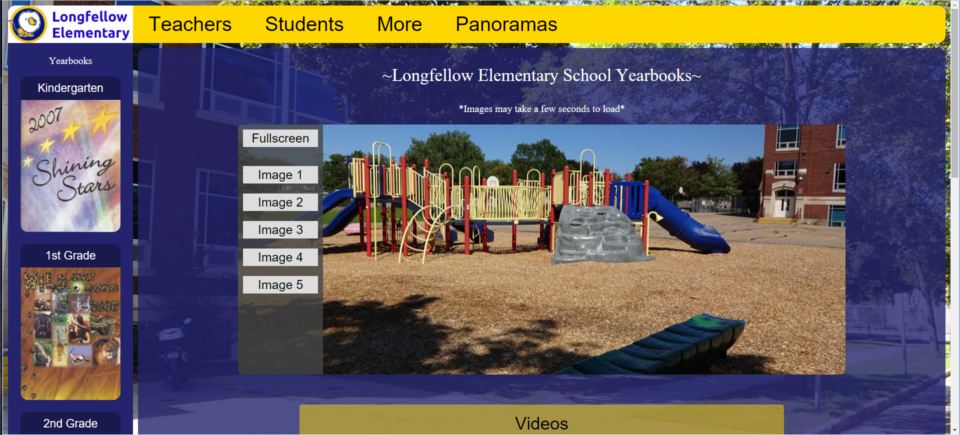 Longfellow
Elementary
Teachers Students More Panoramas
Yearbooks
Kindergarten
2007
Shining
Stars
1st Grade
2nd Grade
~Longfellow Elementary School Yearbooks~
*Images may take a few seconds to load*
Fullscreen
Image 1
Image 2
Image 3
Image 4
Image 5
Videos